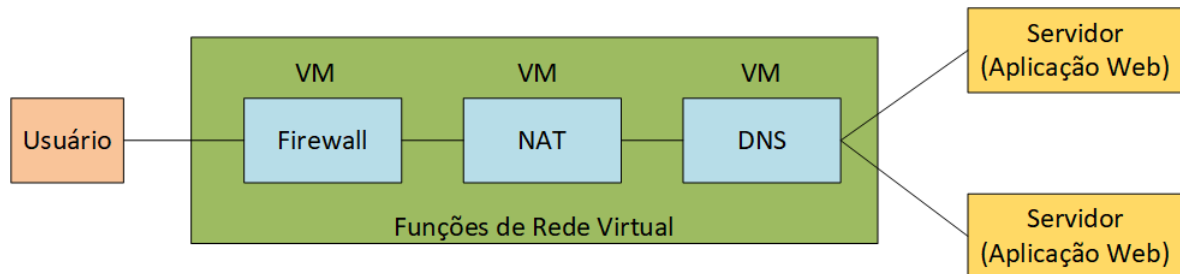 Usuário
VM
Firewall
VM
NAT
VM
DNS
Funções de Rede Virtual
Servidor
(Aplicação Web)
Servidor
(Aplicação Web)